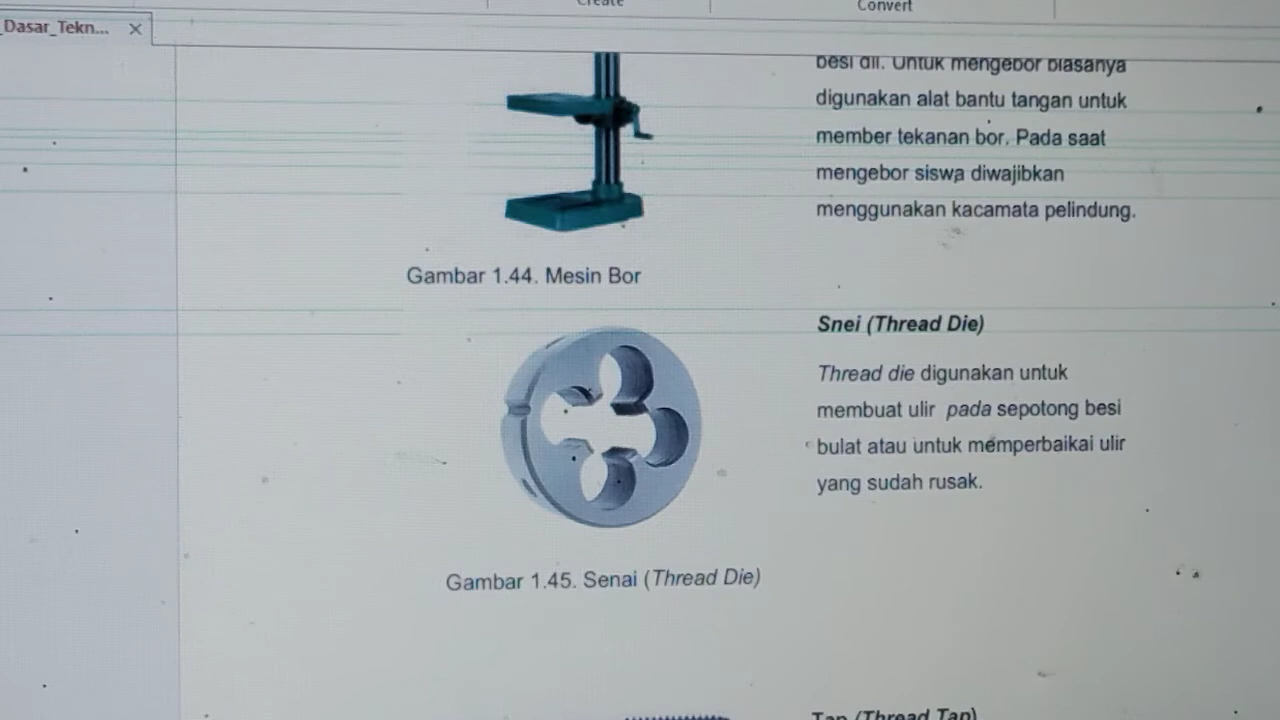 Create
Convert
_Dasar_Tekn...
besi dll. Untuk mengebor biasanya
digunakan alat bantu tangan untuk
member tekanan bor. Pada saat
mengebor siswa diwajibkan
menggunakan kacamata pelindung.
Gambar 1.44. Mesin Bor
Snei (Thread Die)
Thread die digunakan untuk
membuat ulir pada sepotong besi
bulat atau untuk memperbaikai ulir
yang sudah rusak.
Gambar 1.45. Senai (Thread Die)
Tap (Thread Tap)